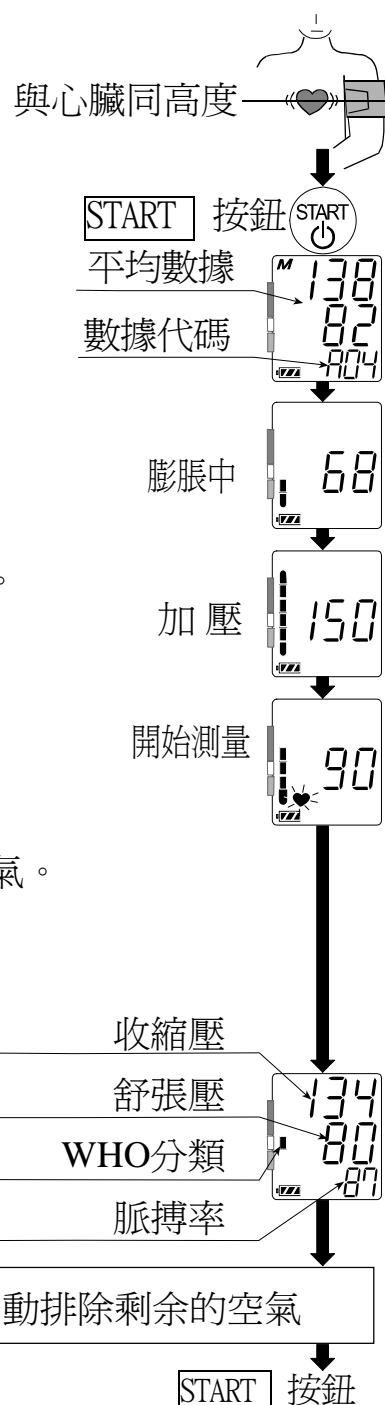 與心臟同高度
START 按鈕 START
平均數據
M 138
82
數據代碼
A04
膨脹中
68
。
加 壓
150
開始測量
90
氣。
收縮壓
134
舒張壓
80
WHO分類
脈搏率
87
動排除剩余的空氣
START 按鈕